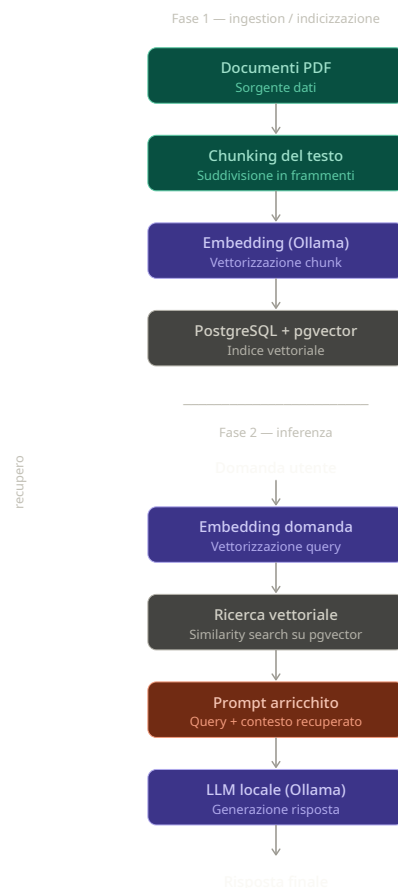 Fase 1 — ingestion / indicizzazione
Documenti PDF
Sorgente dati
Chunking del testo
Suddivisione in frammenti
Embedding (Ollama)
Vettorizzazione chunk
PostgreSQL + pgvector
Indice vettoriale
Fase 2 — inferenza
Domanda utente
recupero
Embedding domanda
Vettorizzazione query
Ricerca vettoriale
Similarity search su pgvector
Prompt arricchito
Query + contesto recuperato
LLM locale (Ollama)
Generazione risposta
Risposta finale